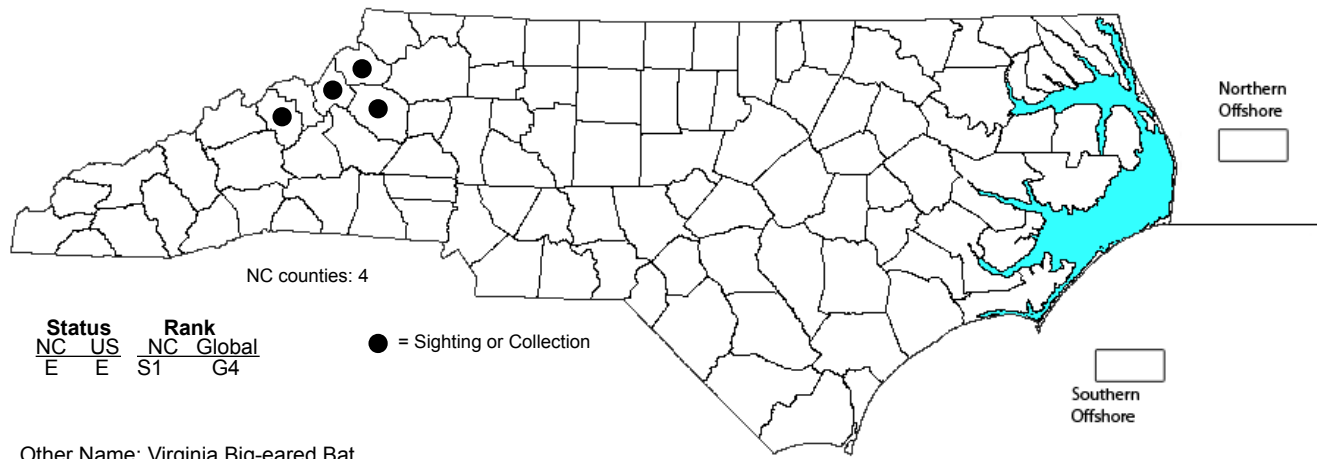 Northern
Offshore
NC counties: 4
Status Rank
NC US NC Global
E E S1 G4
= Sighting or Collection
Southern
Offshore
Other Name: Virginia Big-eared Bat